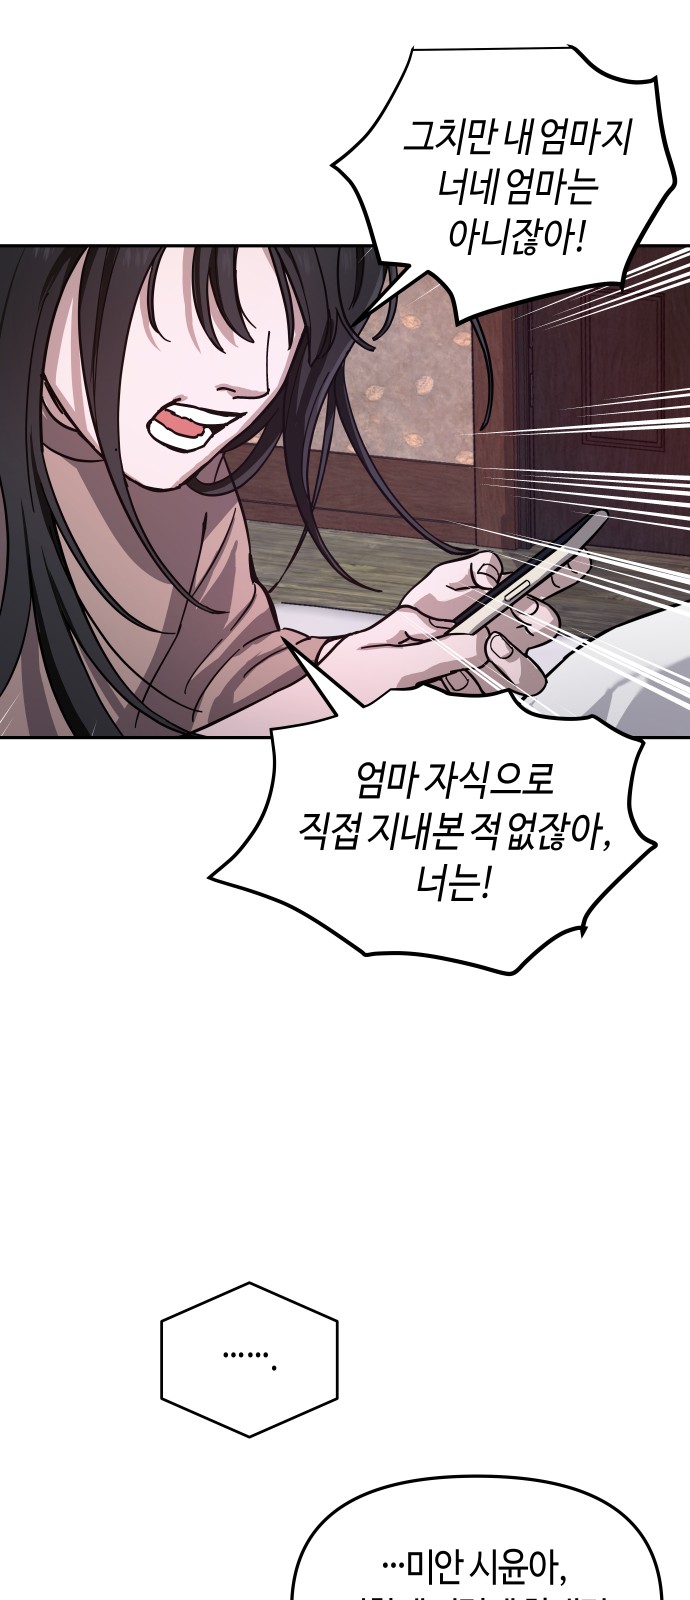 그치만 내 엄마지
너네 엄마는
아니잖아!
엄마 자식으로
직접 지내본 적 없잖아,
너는!
…….
…미안 시윤아,